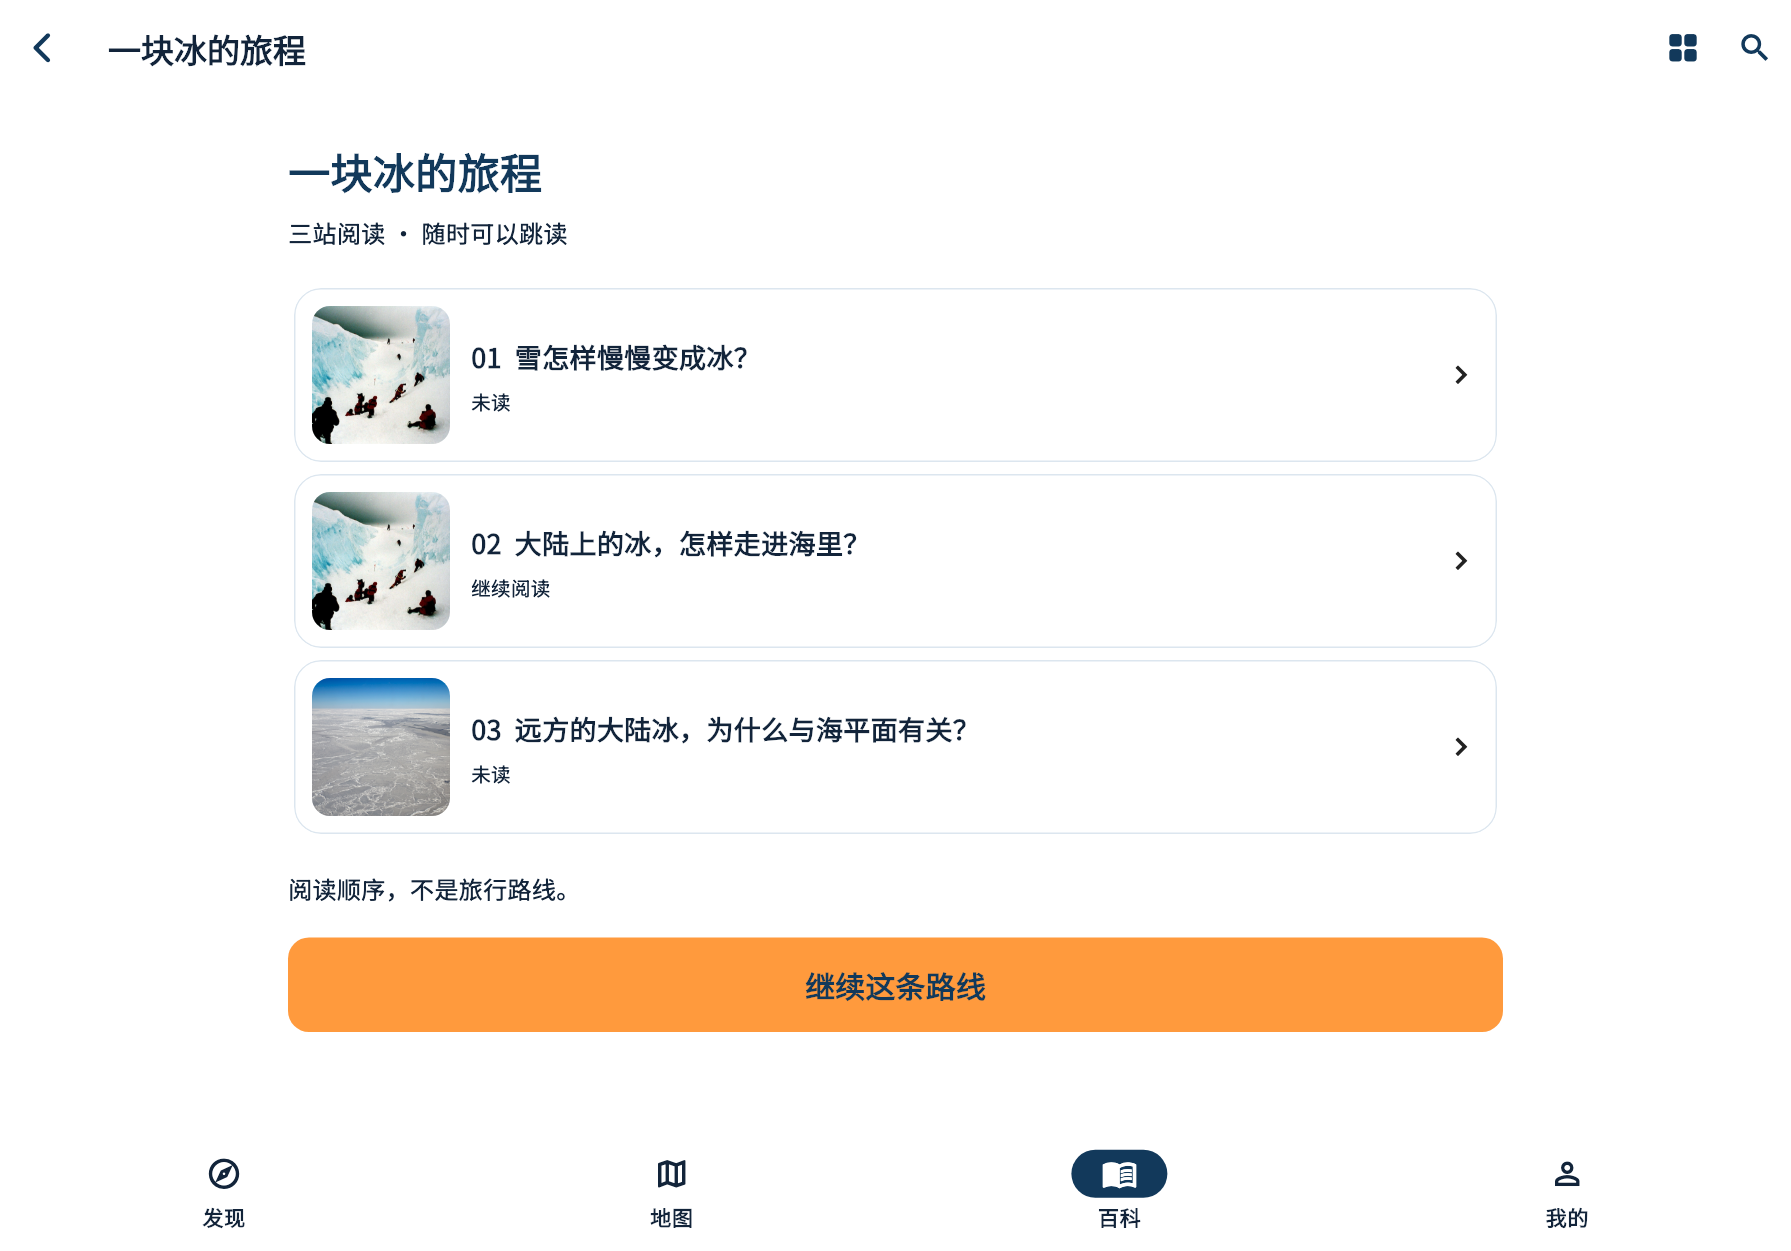 一块冰的旅程
一块冰的旅程
三站阅读 · 随时可以跳读
01 雪怎样慢慢变成冰？
未读
02 大陆上的冰，怎样走进海里？
继续阅读
03 远方的大陆冰，为什么与海平面有关？
未读
阅读顺序，不是旅行路线。
继续这条路线
发现
地图
百科
我的